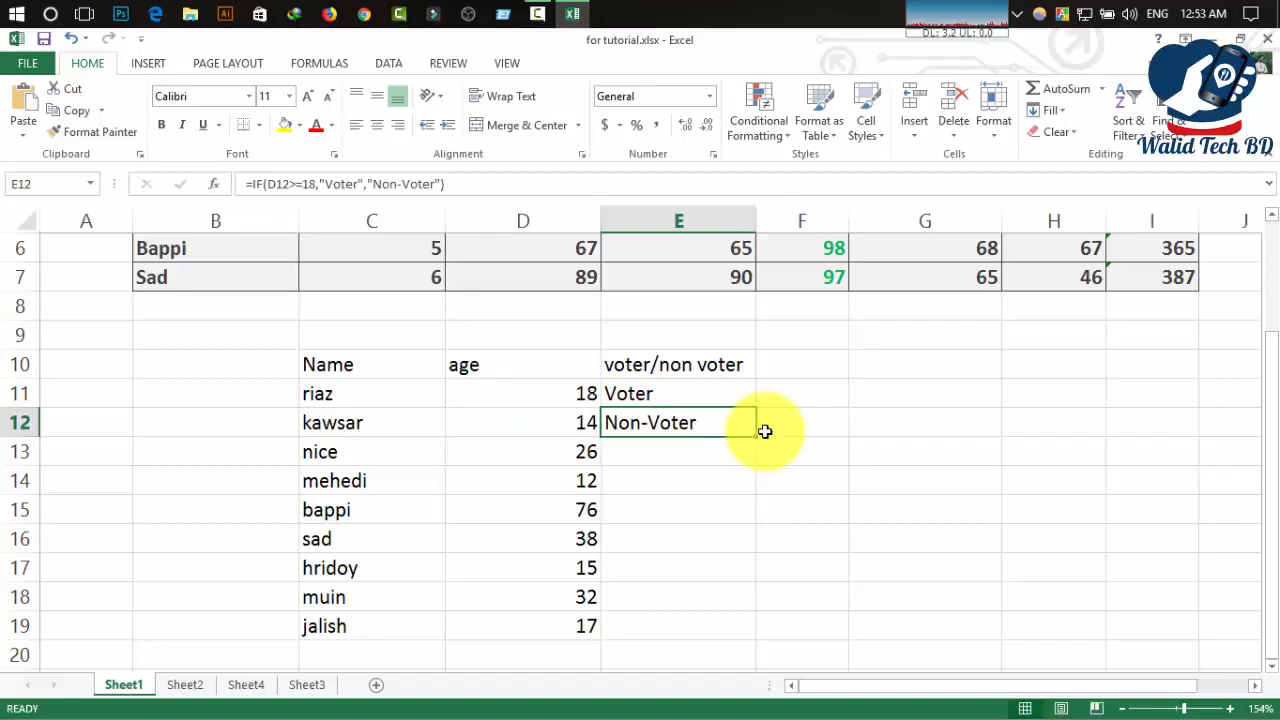 ENG 12:53 AM
DL: 3.2 UL: 0.0
for tutorial.xlsx - Excel
FILE HOME INSERT PAGE LAYOUT FORMULAS DATA REVIEW VIEW
Paste
Cut
Copy
Format Painter
Clipboard
Calibri 11
B I U
Font
Wrap Text
Merge & Center
Alignment
General
$ % ,
Number
Conditional Formatting
Format as Table
Cell Styles
Styles
Insert Delete Format
Cells
AutoSum
Fill
Clear
Sort & Filter
Find &
Editing
Walid Tech BD
E12 fx =IF(D12>=18,"Voter","Non-Voter")
A B C D E F G H I J
6 Bappi 5 67 65 98 68 67 365
7 Sad 6 89 90 97 65 46 387
8
9
10 Name age voter/non voter
11 riaz 18 Voter
12 kawsar 14 Non-Voter
13 nice 26
14 mehedi 12
15 bappi 76
16 sad 38
17 hridoy 15
18 muin 32
19 jalish 17
20
Sheet1 Sheet2 Sheet4 Sheet3
READY 154%